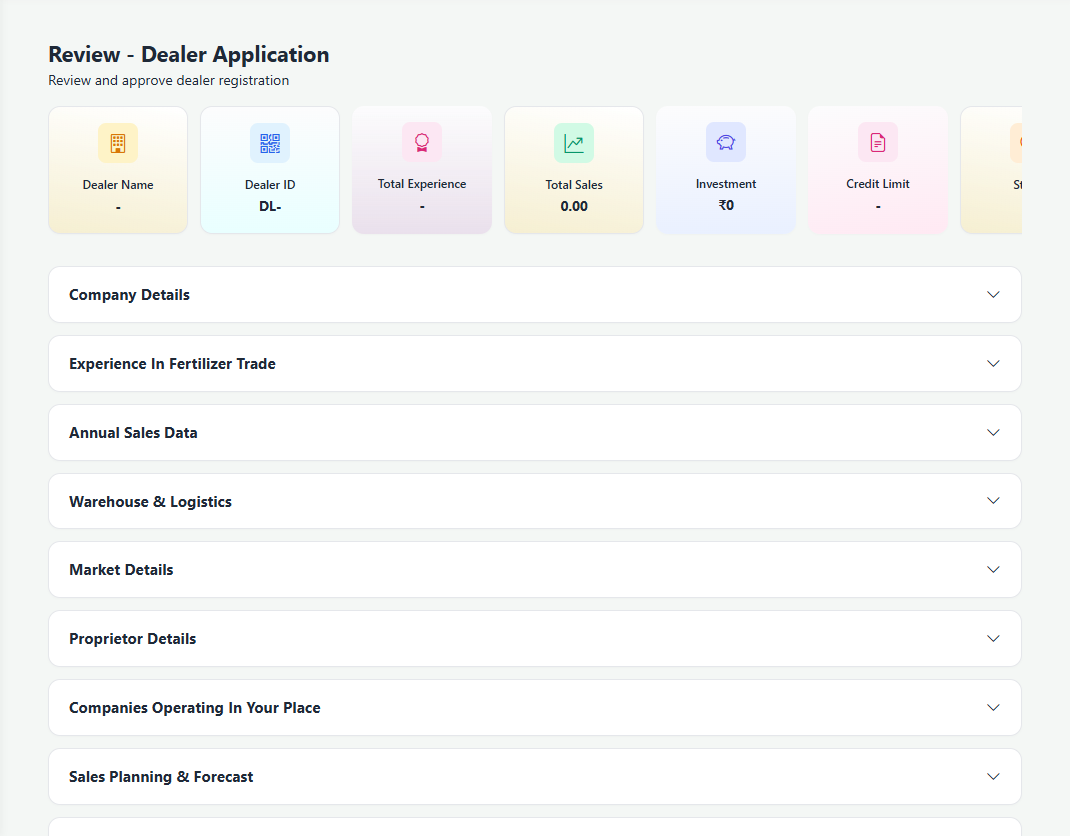 Review - Dealer Application
Review and approve dealer registration
Dealer Name
-
Dealer ID
DL-
Total Experience
-
Total Sales
0.00
Investment
₹0
Credit Limit
-
Company Details
Experience In Fertilizer Trade
Annual Sales Data
Warehouse & Logistics
Market Details
Proprietor Details
Companies Operating In Your Place
Sales Planning & Forecast